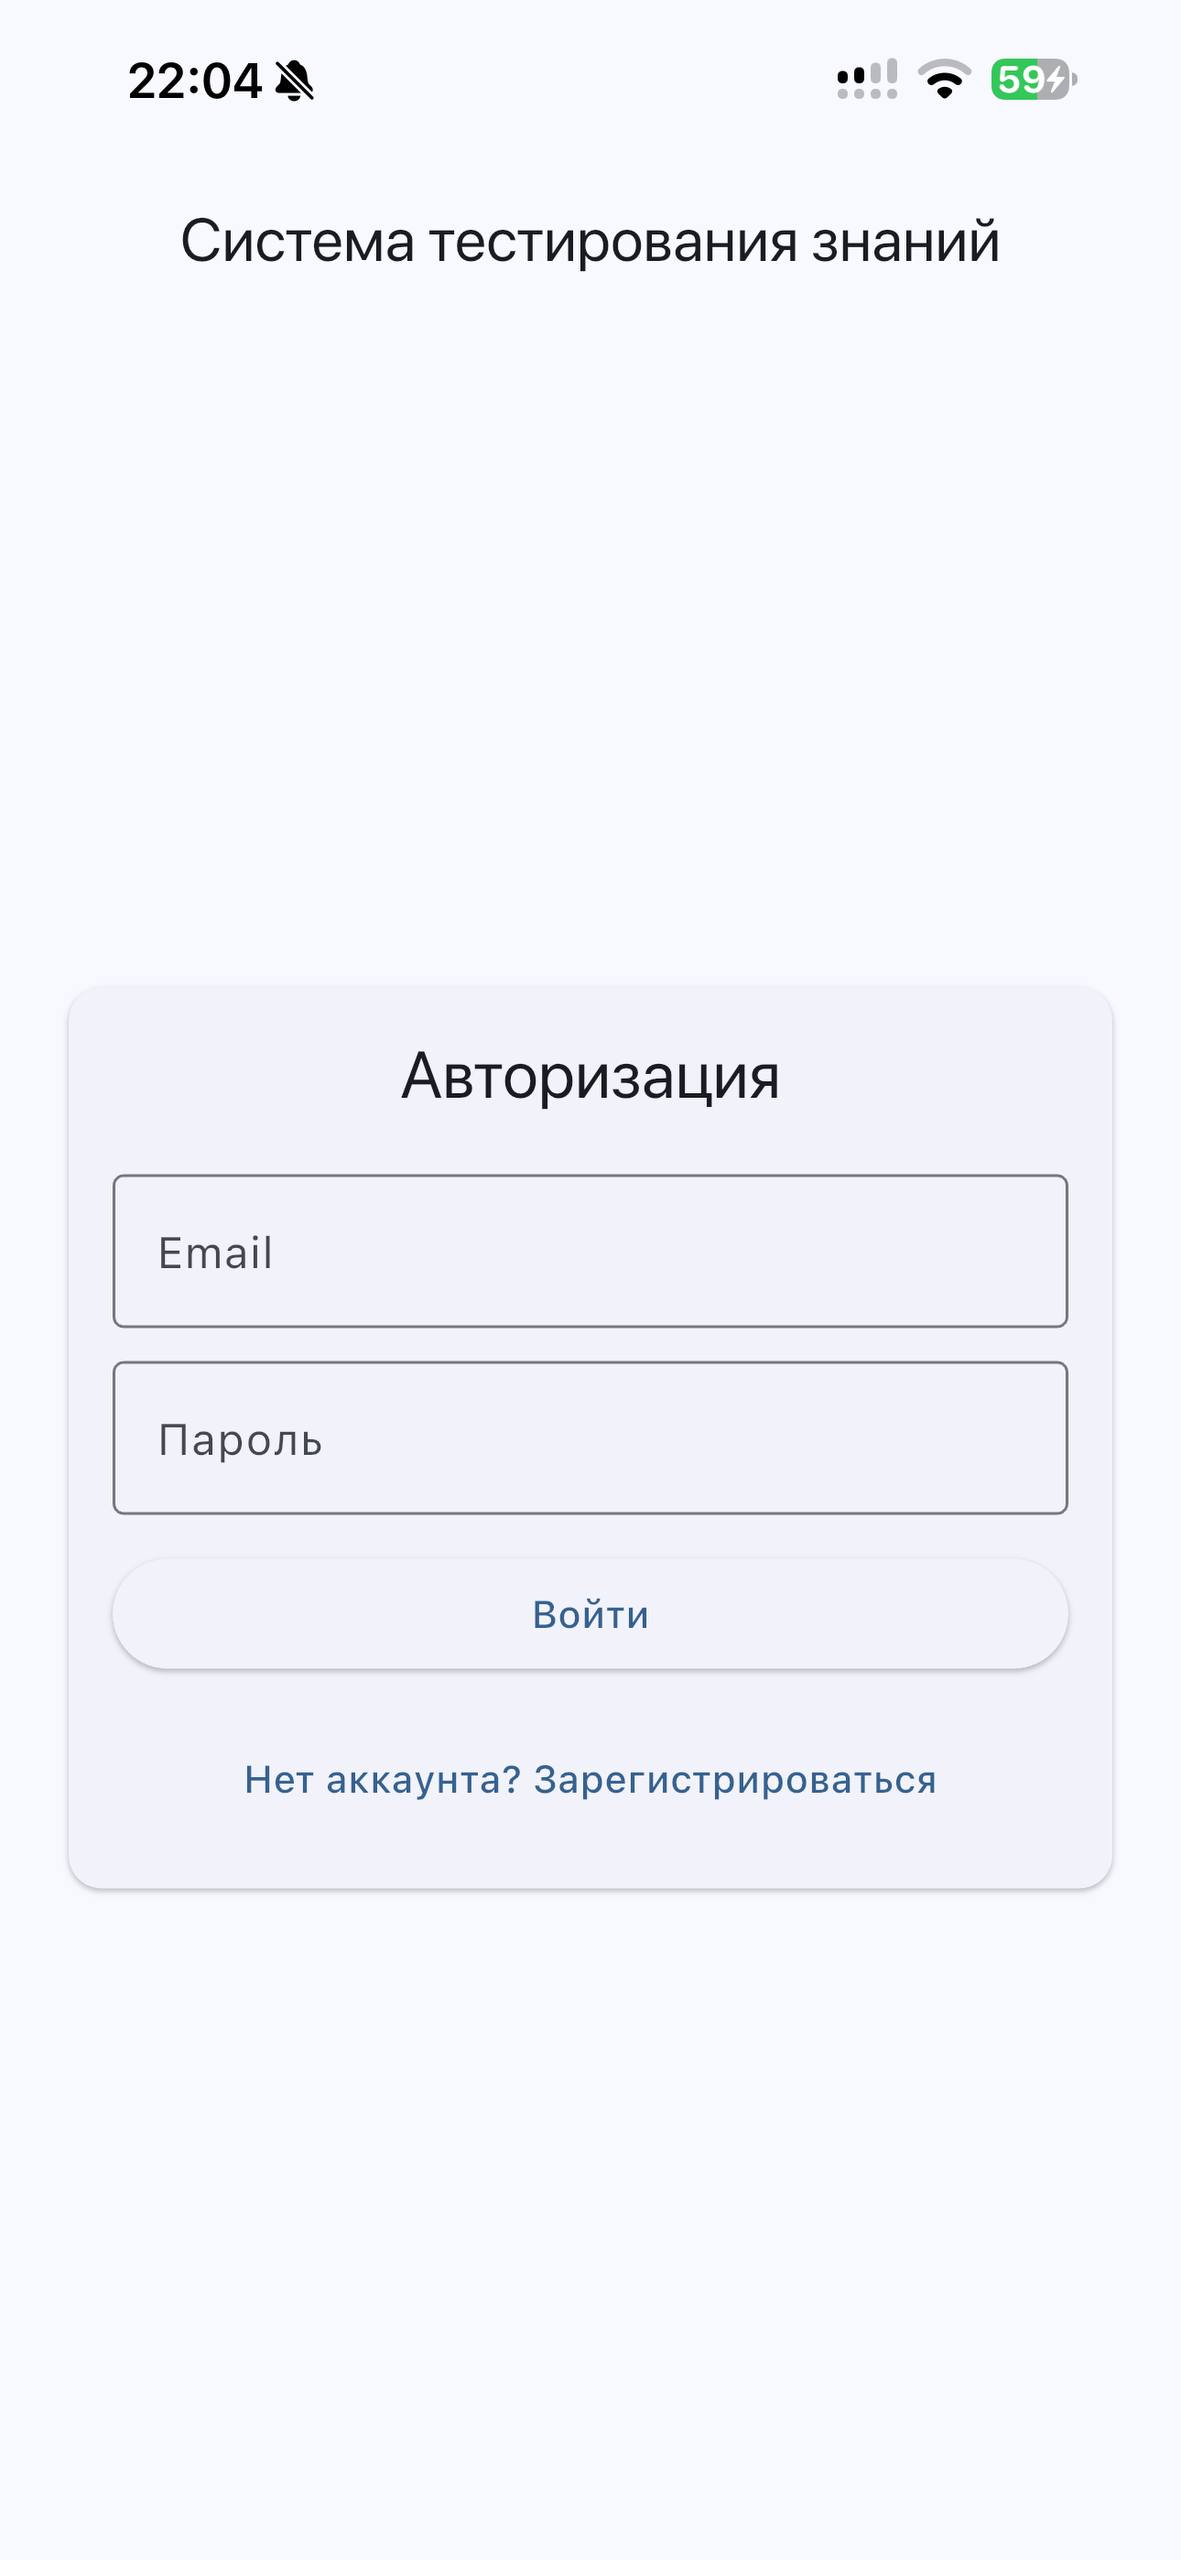 22:04
59
Система тестирования знаний
Авторизация
Email
Пароль
Войти
Нет аккаунта? Зарегистрироваться